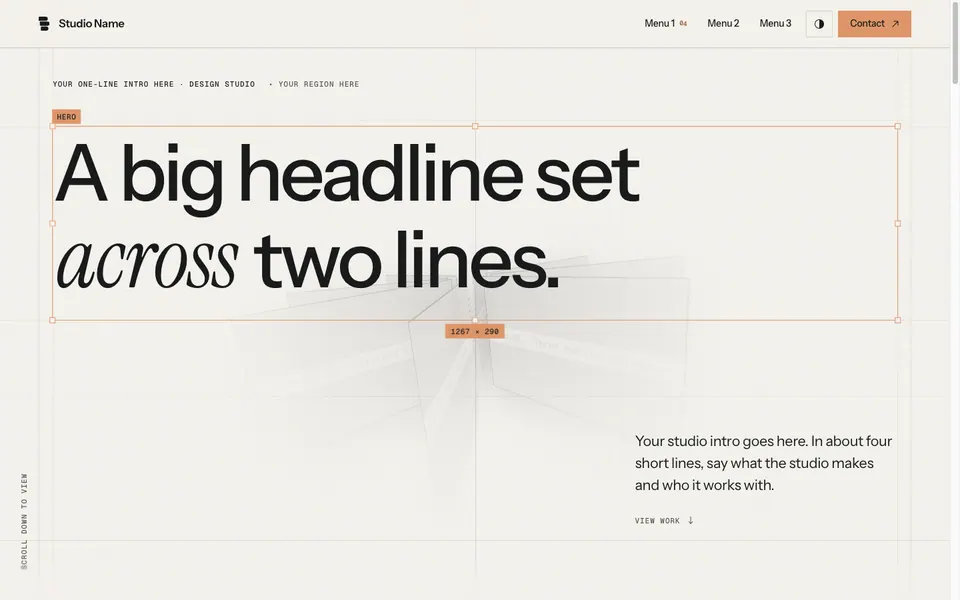 Studio Name
Menu 1 04
Menu 2
Menu 3
Contact ↗
YOUR ONE-LINE INTRO HERE · DESIGN STUDIO · YOUR REGION HERE
HERO
A big headline set
across two lines.
1267 × 290
Your studio intro goes here. In about four
short lines, say what the studio makes
and who it works with.
VIEW WORK ↓
SCROLL DOWN TO VIEW